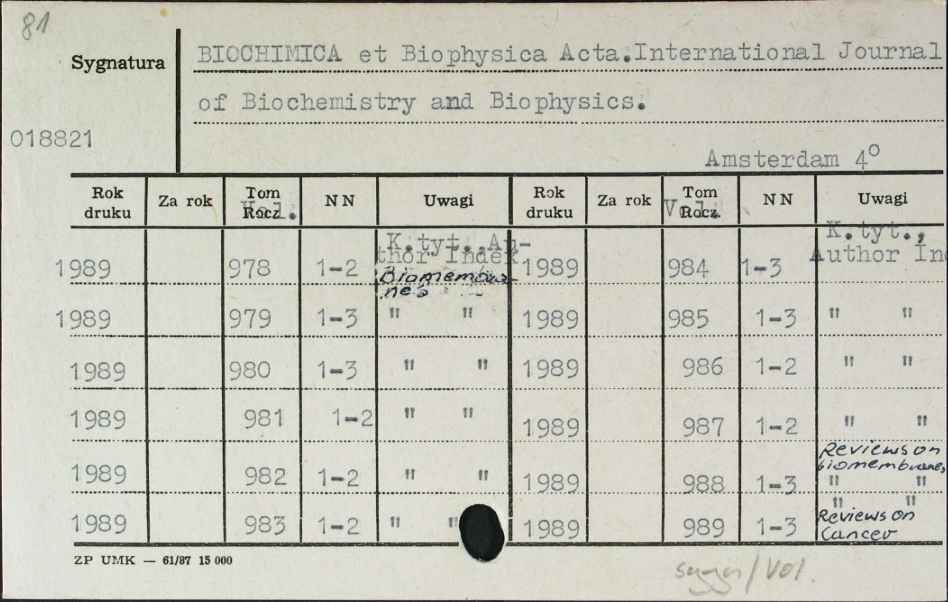 81
Sygnatura BIOCHIMICA et Biophysica Acta.International Journal
of Biochemistry and Biophysics.
018821
Amsterdam 4°
Rok druku Za rok Tom Rocz. Vol. NN Uwagi Rok druku Za rok Tom Rocz. Vol. NN Uwagi
1989 978 1-2 K.tyt.,Author Index Biomembranes 1989 984 1-3 K.tyt., Author In
1989 979 1-3 " " 1989 985 1-3 " "
1989 980 1-3 " " 1989 986 1-2 " "
1989 981 1-2 " " 1989 987 1-2 " "
1989 982 1-2 " " 1989 988 1-3 Reviews on biomembranes " "
1989 983 1-2 " " 1989 989 1-3 " " Reviews on Cancer
ZP UMK — 61/87 15 000
/Vol.